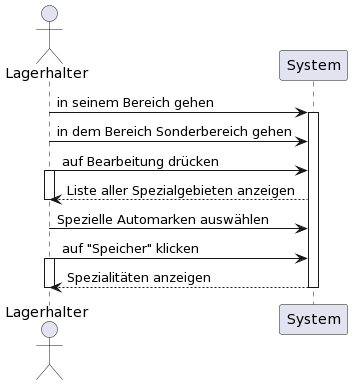 Lagerhalter
System
in seinem Bereich gehen
in dem Bereich Sonderbereich gehen
auf Bearbeitung drücken
Liste aller Spezialgebieten anzeigen
Spezielle Automarken auswählen
auf "Speicher" klicken
Spezialitäten anzeigen
Lagerhalter
System